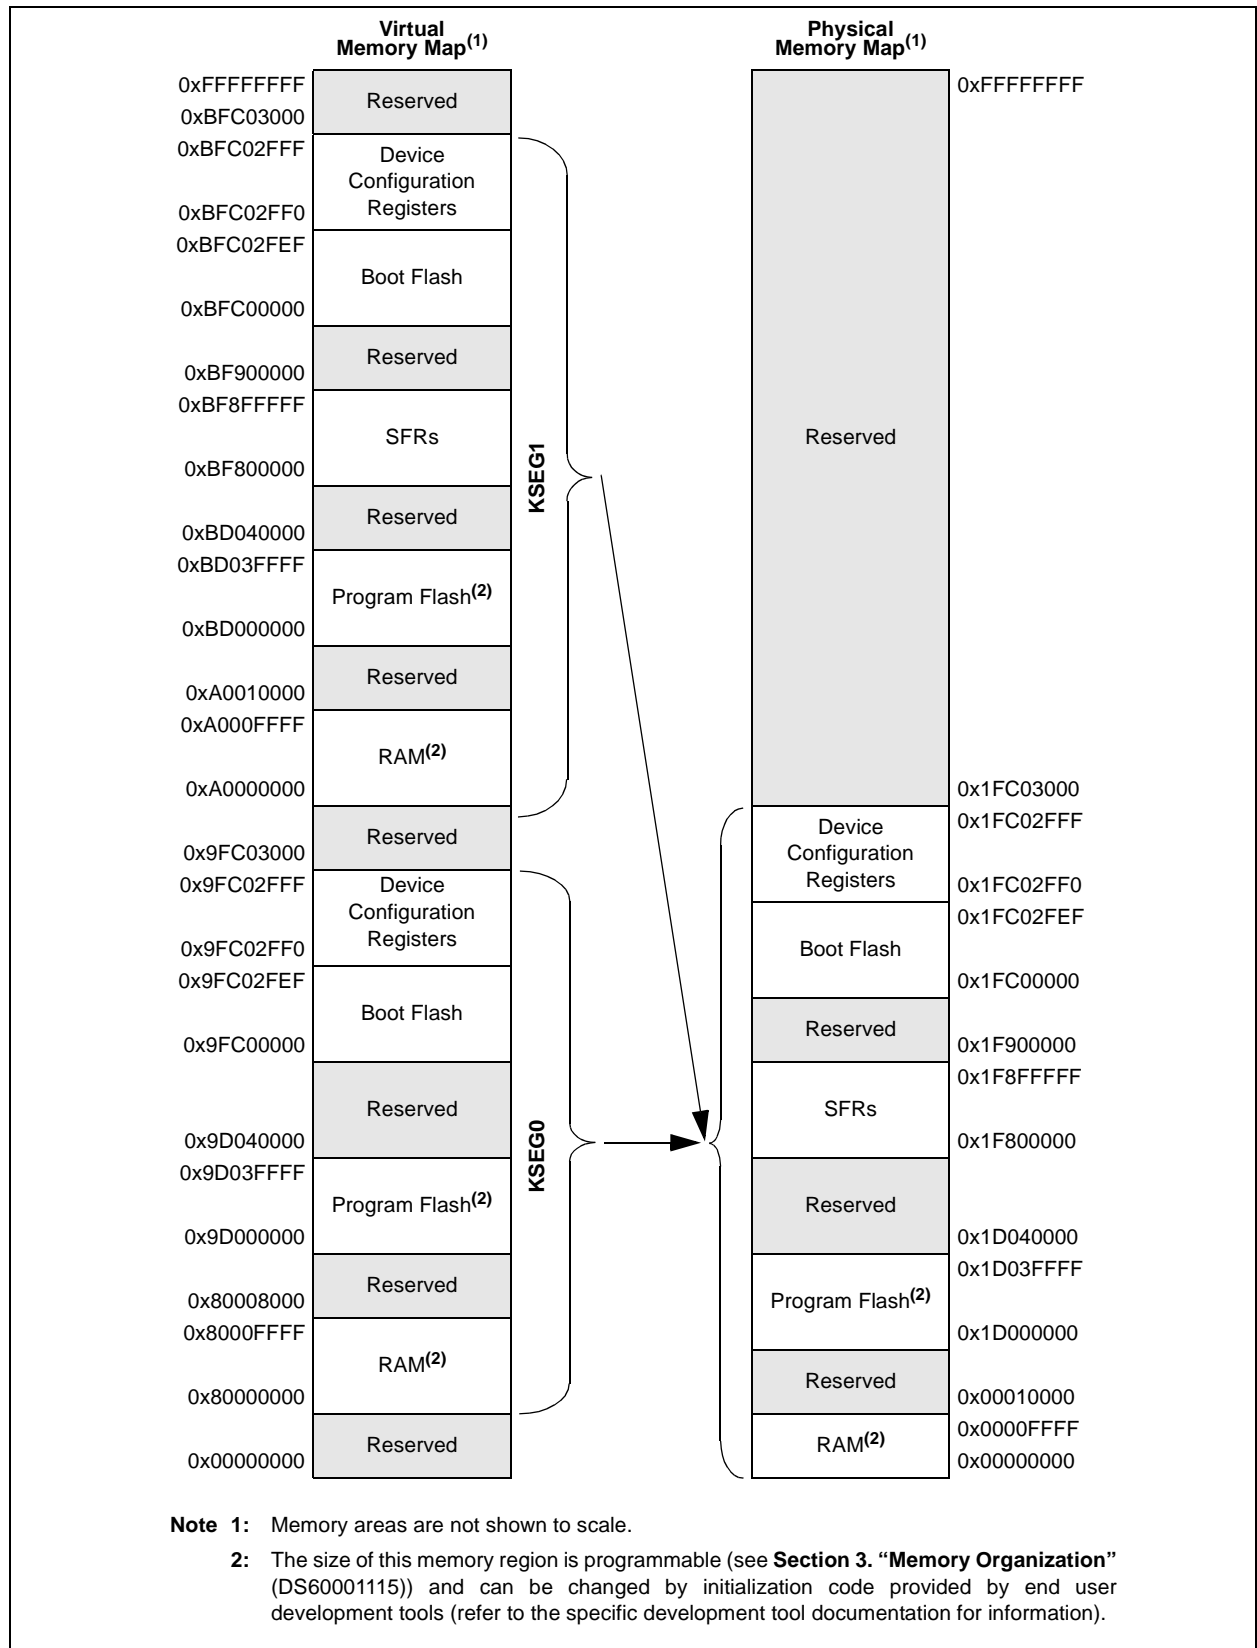 Virtual
Memory Map(1)
Physical
Memory Map(1)
0xFFFFFFFF
Reserved
0xBFC03000
0xBFC02FFF
Device
Configuration
Registers
0xBFC02FF0
0xBFC02FEF
Boot Flash
0xBFC00000
Reserved
0xBF900000
0xBF8FFFFF
SFRs
0xBF800000
Reserved
0xBD040000
0xBD03FFFF
Program Flash(2)
0xBD000000
Reserved
0xA0010000
0xA000FFFF
RAM(2)
0xA0000000
Reserved
0x9FC03000
0x9FC02FFF
Device
Configuration
Registers
0x9FC02FF0
0x9FC02FEF
Boot Flash
0x9FC00000
Reserved
0x9D040000
0x9D03FFFF
Program Flash(2)
0x9D000000
Reserved
0x80008000
0x8000FFFF
RAM(2)
0x80000000
Reserved
0x00000000
KSEG1
KSEG0
0xFFFFFFFF
Reserved
0x1FC03000
0x1FC02FFF
Device
Configuration
Registers
0x1FC02FF0
0x1FC02FEF
Boot Flash
0x1FC00000
Reserved
0x1F900000
0x1F8FFFFF
SFRs
0x1F800000
Reserved
0x1D040000
0x1D03FFFF
Program Flash(2)
0x1D000000
Reserved
0x00010000
0x0000FFFF
RAM(2)
0x00000000
Note 1: Memory areas are not shown to scale.
2: The size of this memory region is programmable (see Section 3. “Memory Organization”
(DS60001115)) and can be changed by initialization code provided by end user
development tools (refer to the specific development tool documentation for information).